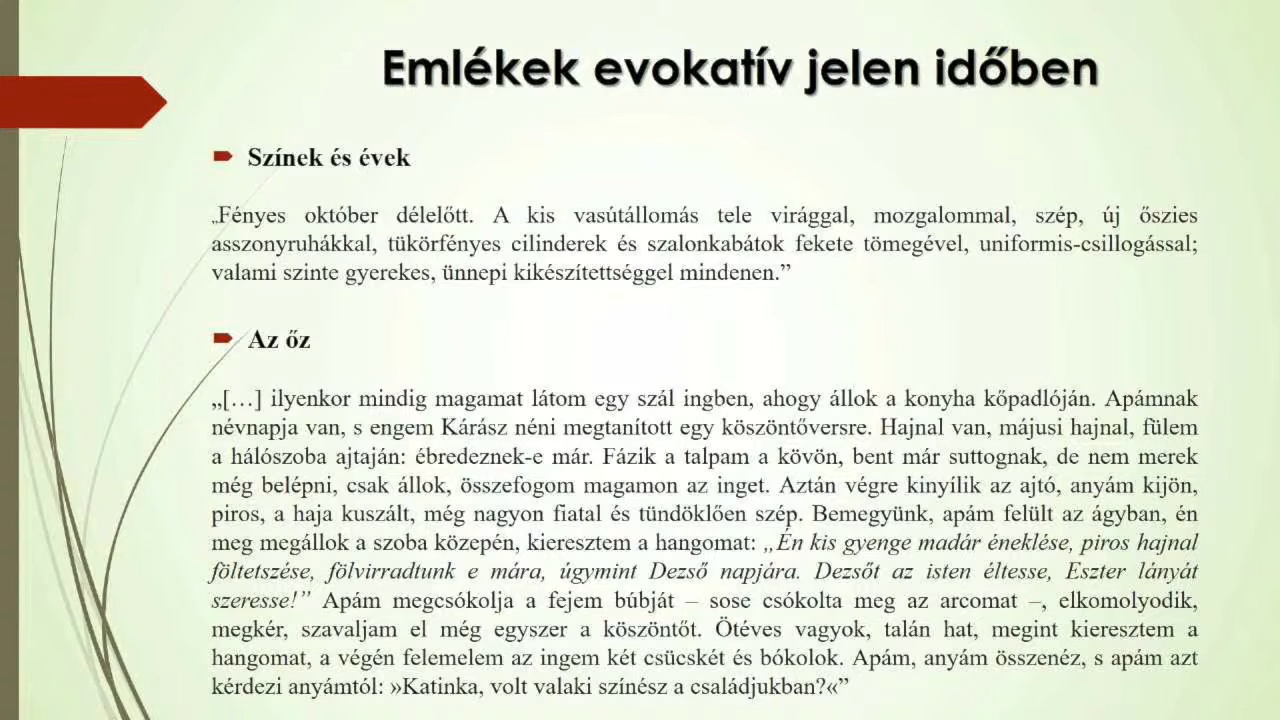 Emlékek evokatív jelen időben
Színek és évek
„Fényes október délelőtt. A kis vasútállomás tele virággal, mozgalommal, szép, új őszies
asszonyruhákkal, tükörfényes cilinderek és szalonkabátok fekete tömegével, uniformis-csillogással;
valami szinte gyerekes, ünnepi kikészítettséggel mindenen.”
Az őz
„[…] ilyenkor mindig magamat látom egy szál ingben, ahogy állok a konyha kőpadlóján. Apámnak
névnapja van, s engem Kárász néni megtanított egy köszöntőversre. Hajnal van, májusi hajnal, fülem
a hálószoba ajtaján: ébredeznek-e már. Fázik a talpam a kövön, bent már suttognak, de nem merek
még belépni, csak állok, összefogom magamon az inget. Aztán végre kinyílik az ajtó, anyám kijön,
piros, a haja kuszált, még nagyon fiatal és tündöklően szép. Bemegyünk, apám felült az ágyban, én
meg megállok a szoba közepén, kieresztem a hangomat: „Én kis gyenge madár éneklése, piros hajnal
föltetszése, fölvirradtunk e mára, úgymint Dezső napjára. Dezsőt az isten éltesse, Eszter lányát
szeresse!” Apám megcsókolja a fejem búbját – sose csókolta meg az arcomat –, elkomolyodik,
megkér, szavaljam el még egyszer a köszöntőt. Ötéves vagyok, talán hat, megint kieresztem a
hangomat, a végén felemelem az ingem két csücskét és bókolok. Apám, anyám összenéz, s apám azt
kérdezi anyámtól: »Katinka, volt valaki színész a családjukban?«”